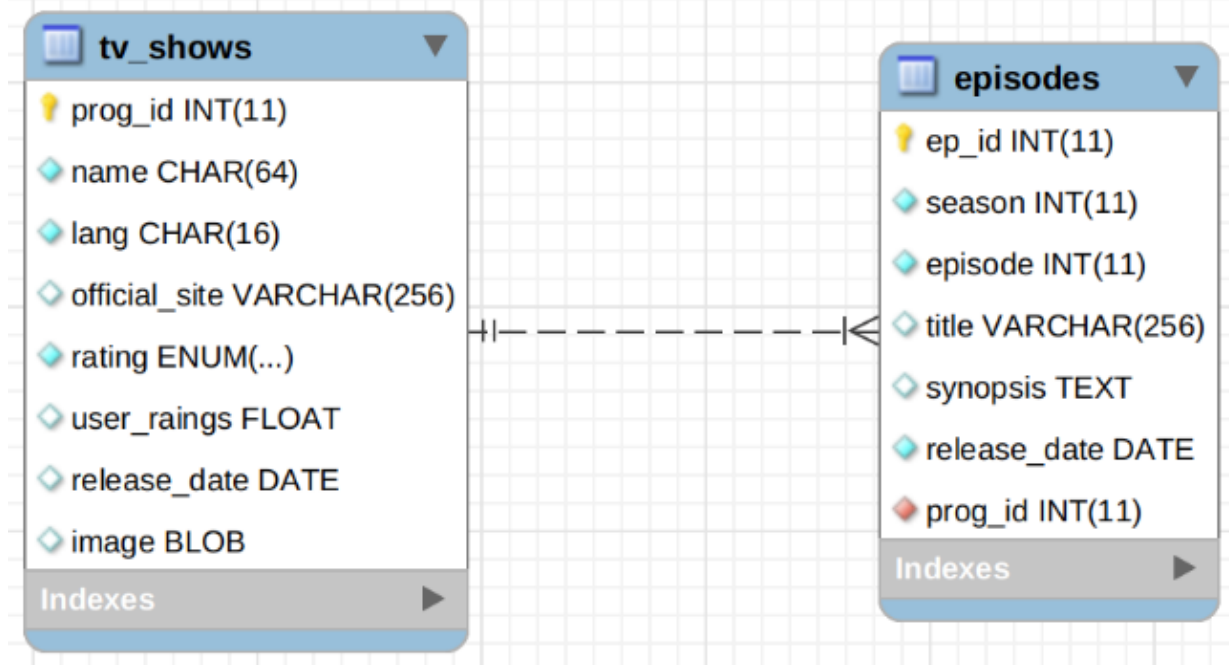 tv_shows
prog_id INT(11)
name CHAR(64)
lang CHAR(16)
official_site VARCHAR(256)
rating ENUM(...)
user_raings FLOAT
release_date DATE
image BLOB
Indexes
episodes
ep_id INT(11)
season INT(11)
episode INT(11)
title VARCHAR(256)
synopsis TEXT
release_date DATE
prog_id INT(11)
Indexes